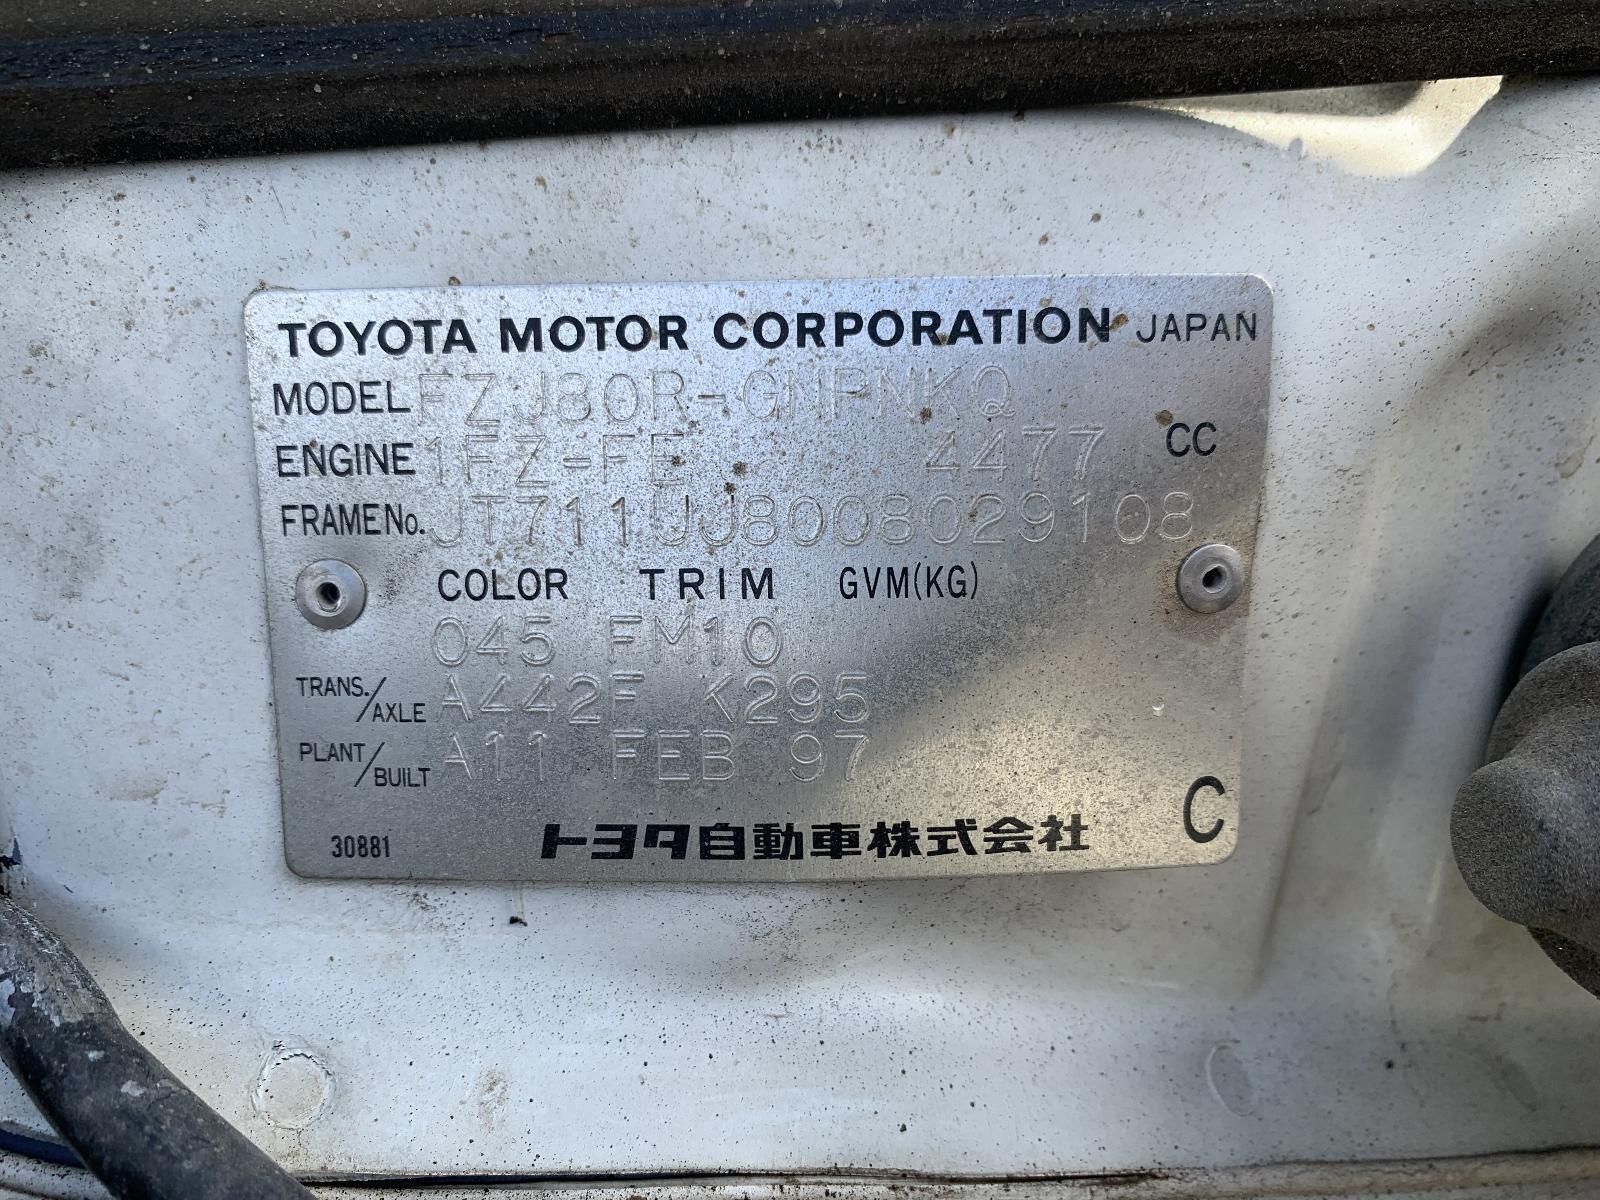 TOYOTA MOTOR CORPORATION JAPAN
MODEL FZJ80R-GNPNKQ
ENGINE 1FZ-FE 4477 CC
FRAME No. JT711UJ8008029108
COLOR TRIM GVM(KG)
045 FM10
TRANS./AXLE A442F K295
PLANT/BUILT A11 FEB 97
C
30881 トヨタ自動車株式会社